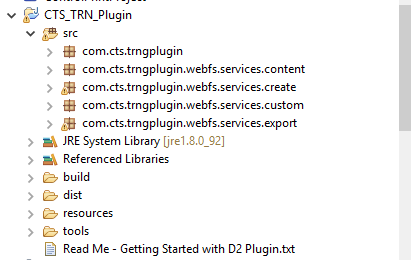 CTS_TRN_Plugin
src
com.cts.trngplugin
com.cts.trngplugin.webfs.services.content
com.cts.trngplugin.webfs.services.create
com.cts.trngplugin.webfs.services.custom
com.cts.trngplugin.webfs.services.export
JRE System Library [jre1.8.0_92]
Referenced Libraries
build
dist
resources
tools
Read Me - Getting Started with D2 Plugin.txt